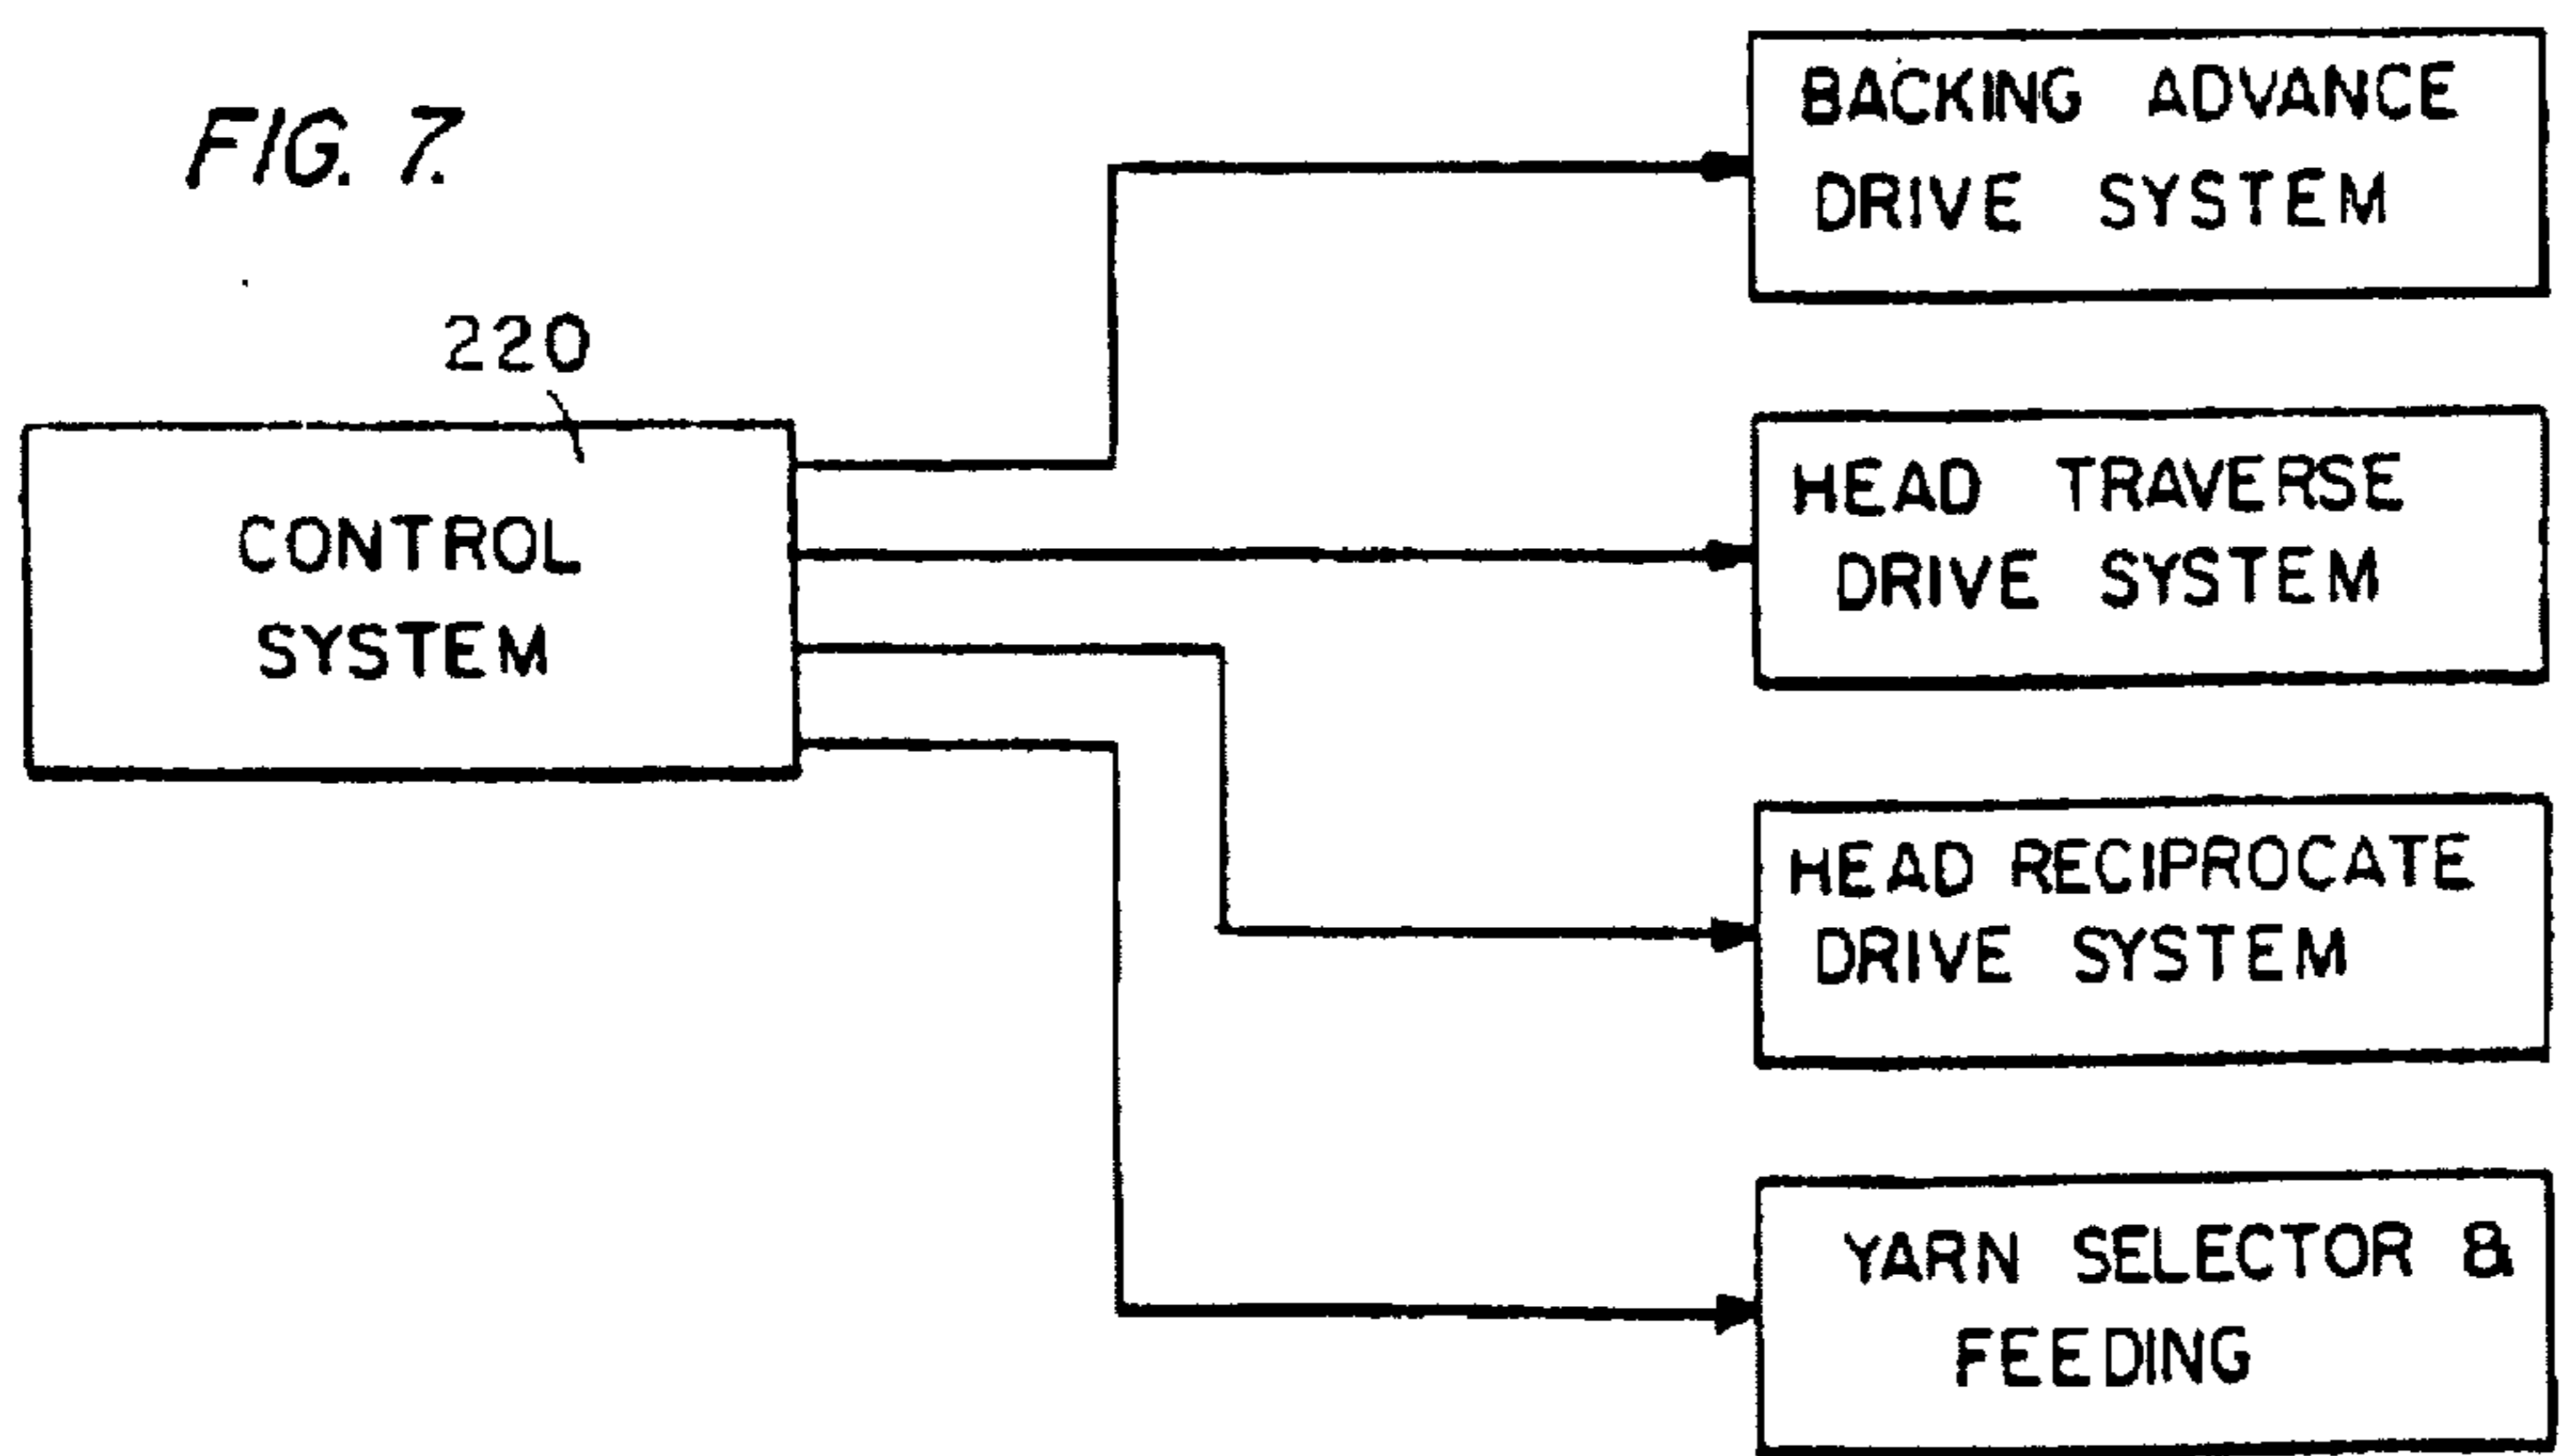 FIG. 7.
220
CONTROL
SYSTEM
BACKING ADVANCE
DRIVE SYSTEM
HEAD TRAVERSE
DRIVE SYSTEM
HEAD RECIPROCATE
DRIVE SYSTEM
YARN SELECTOR &
FEEDING